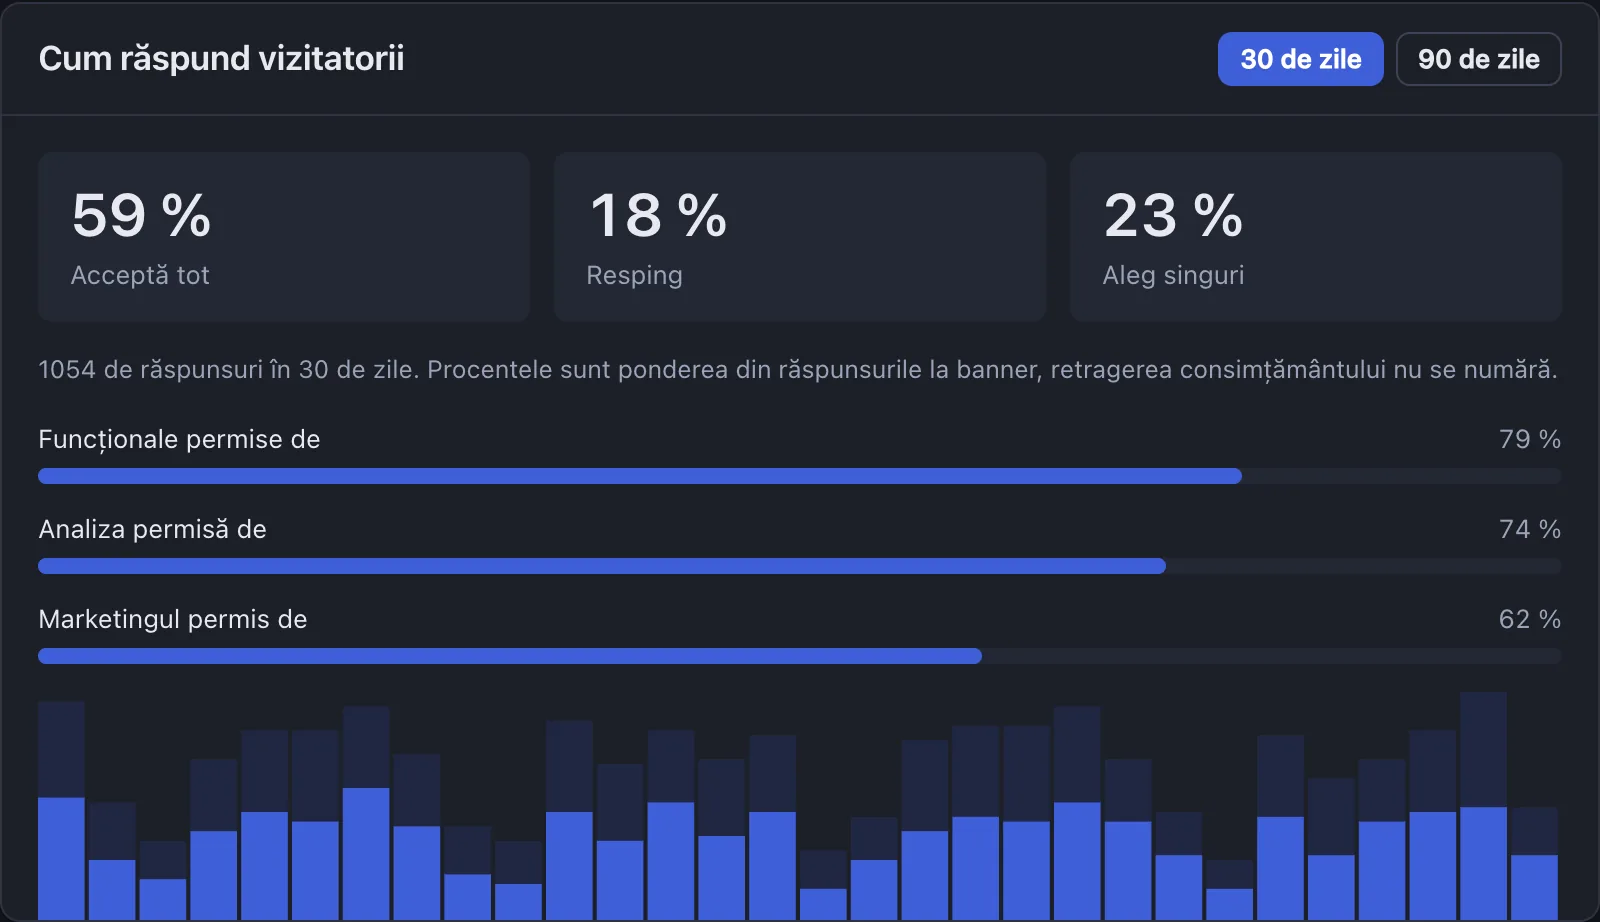 Cum răspund vizitatorii
30 de zile
90 de zile
59 %
Acceptă tot
18 %
Resping
23 %
Aleg singuri
1054 de răspunsuri în 30 de zile. Procentele sunt ponderea din răspunsurile la banner, retragerea consimțământului nu se numără.
Funcționale permise de
79 %
Analiza permisă de
74 %
Marketingul permis de
62 %